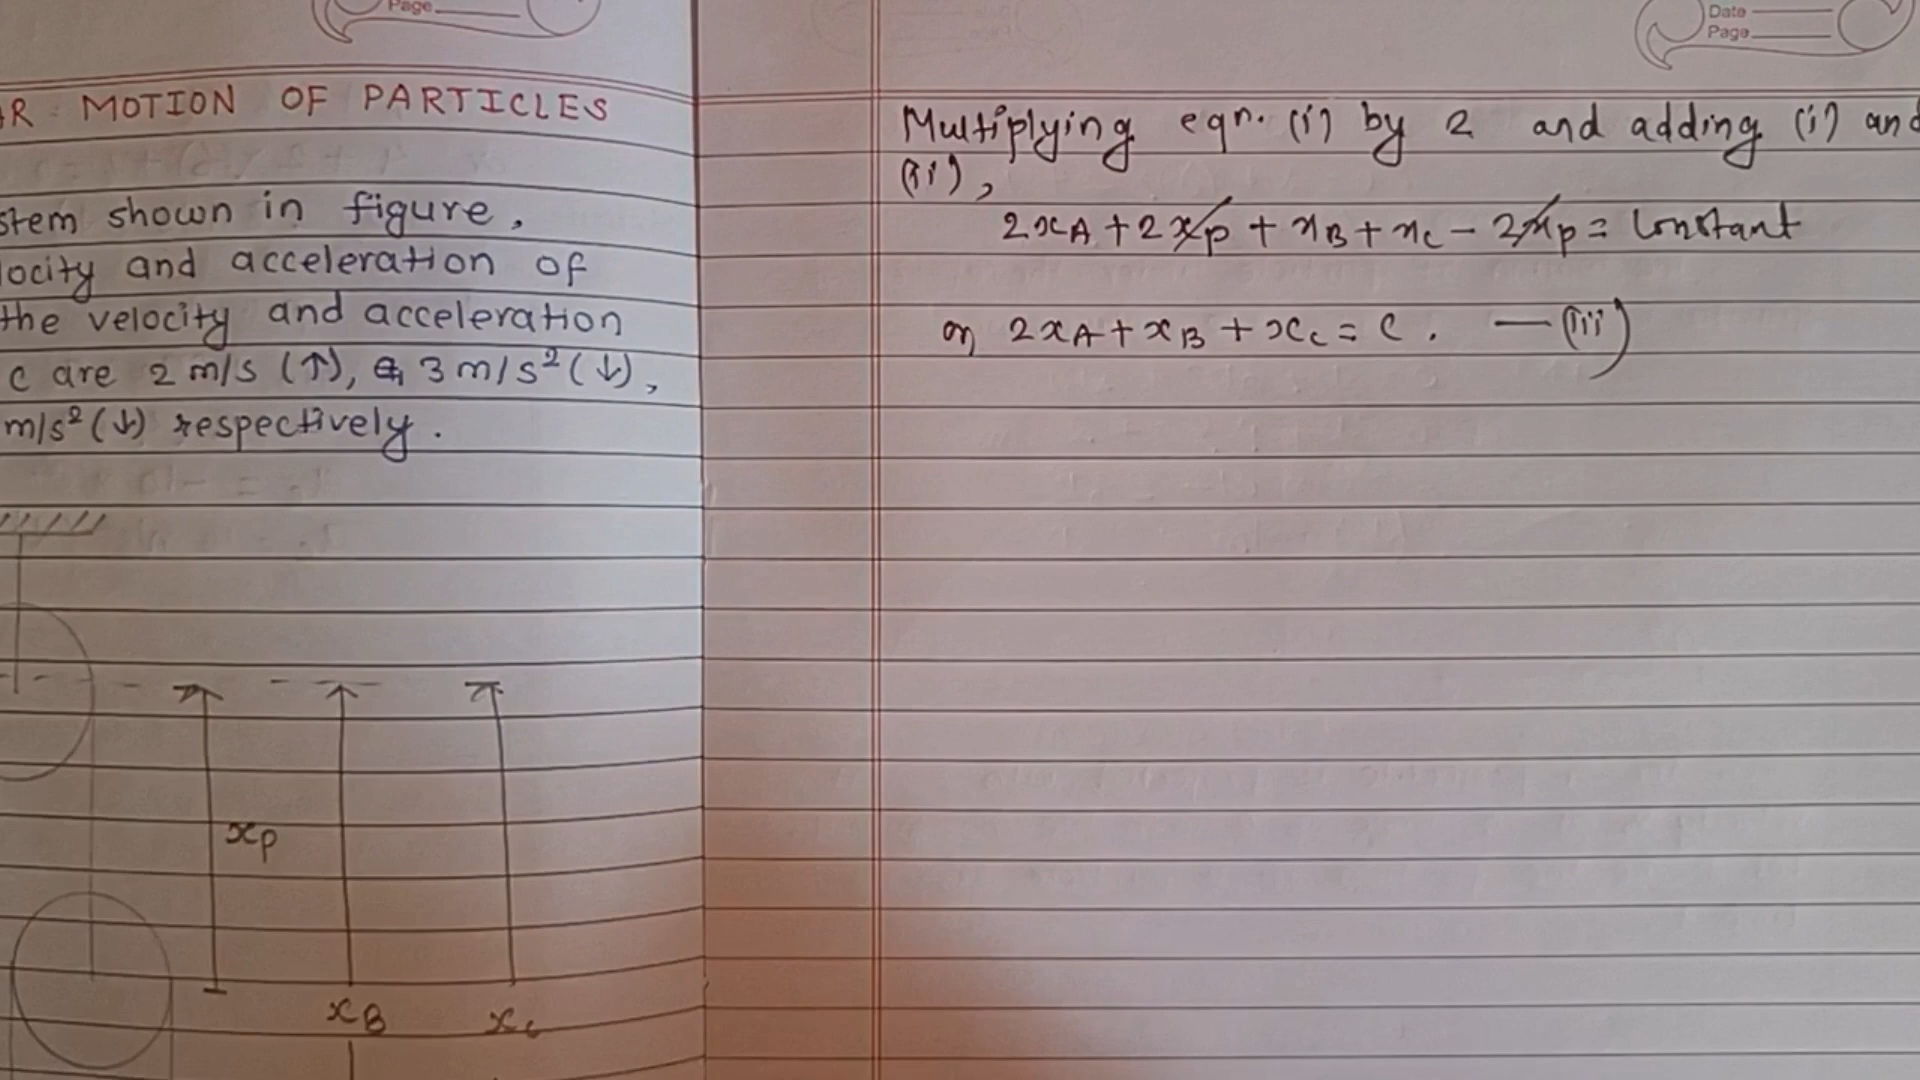 Page
R MOTION OF PARTICLES
stem shown in figure,
locity and acceleration of
the velocity and acceleration
C are 2 m/s (↑), 3 m/s² (↓),
m/s² (↓) respectively.
xp
xB
xc
Date
Page
Multiplying eqn. (i) by 2 and adding (i) and
(ii),
2xA + 2xp + xB + xc - 2xp = Constant
or 2xA + xB + xc = C. — (iii)